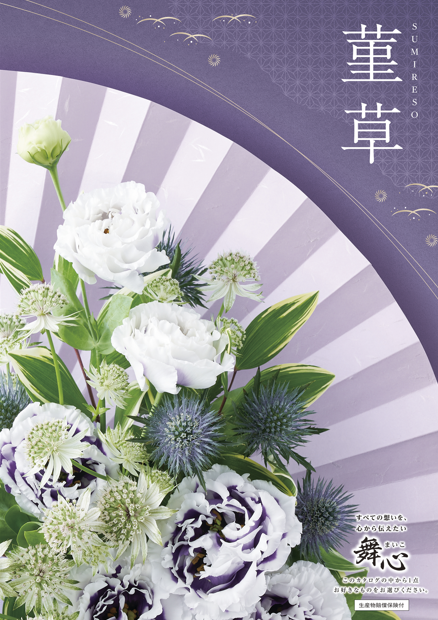 菫草
SUMIRESO
すべての想いを、
心から伝えたい
舞心
まいこ
このカタログの中から1点
お好きなものをお選びください。
生産物賠償保険付